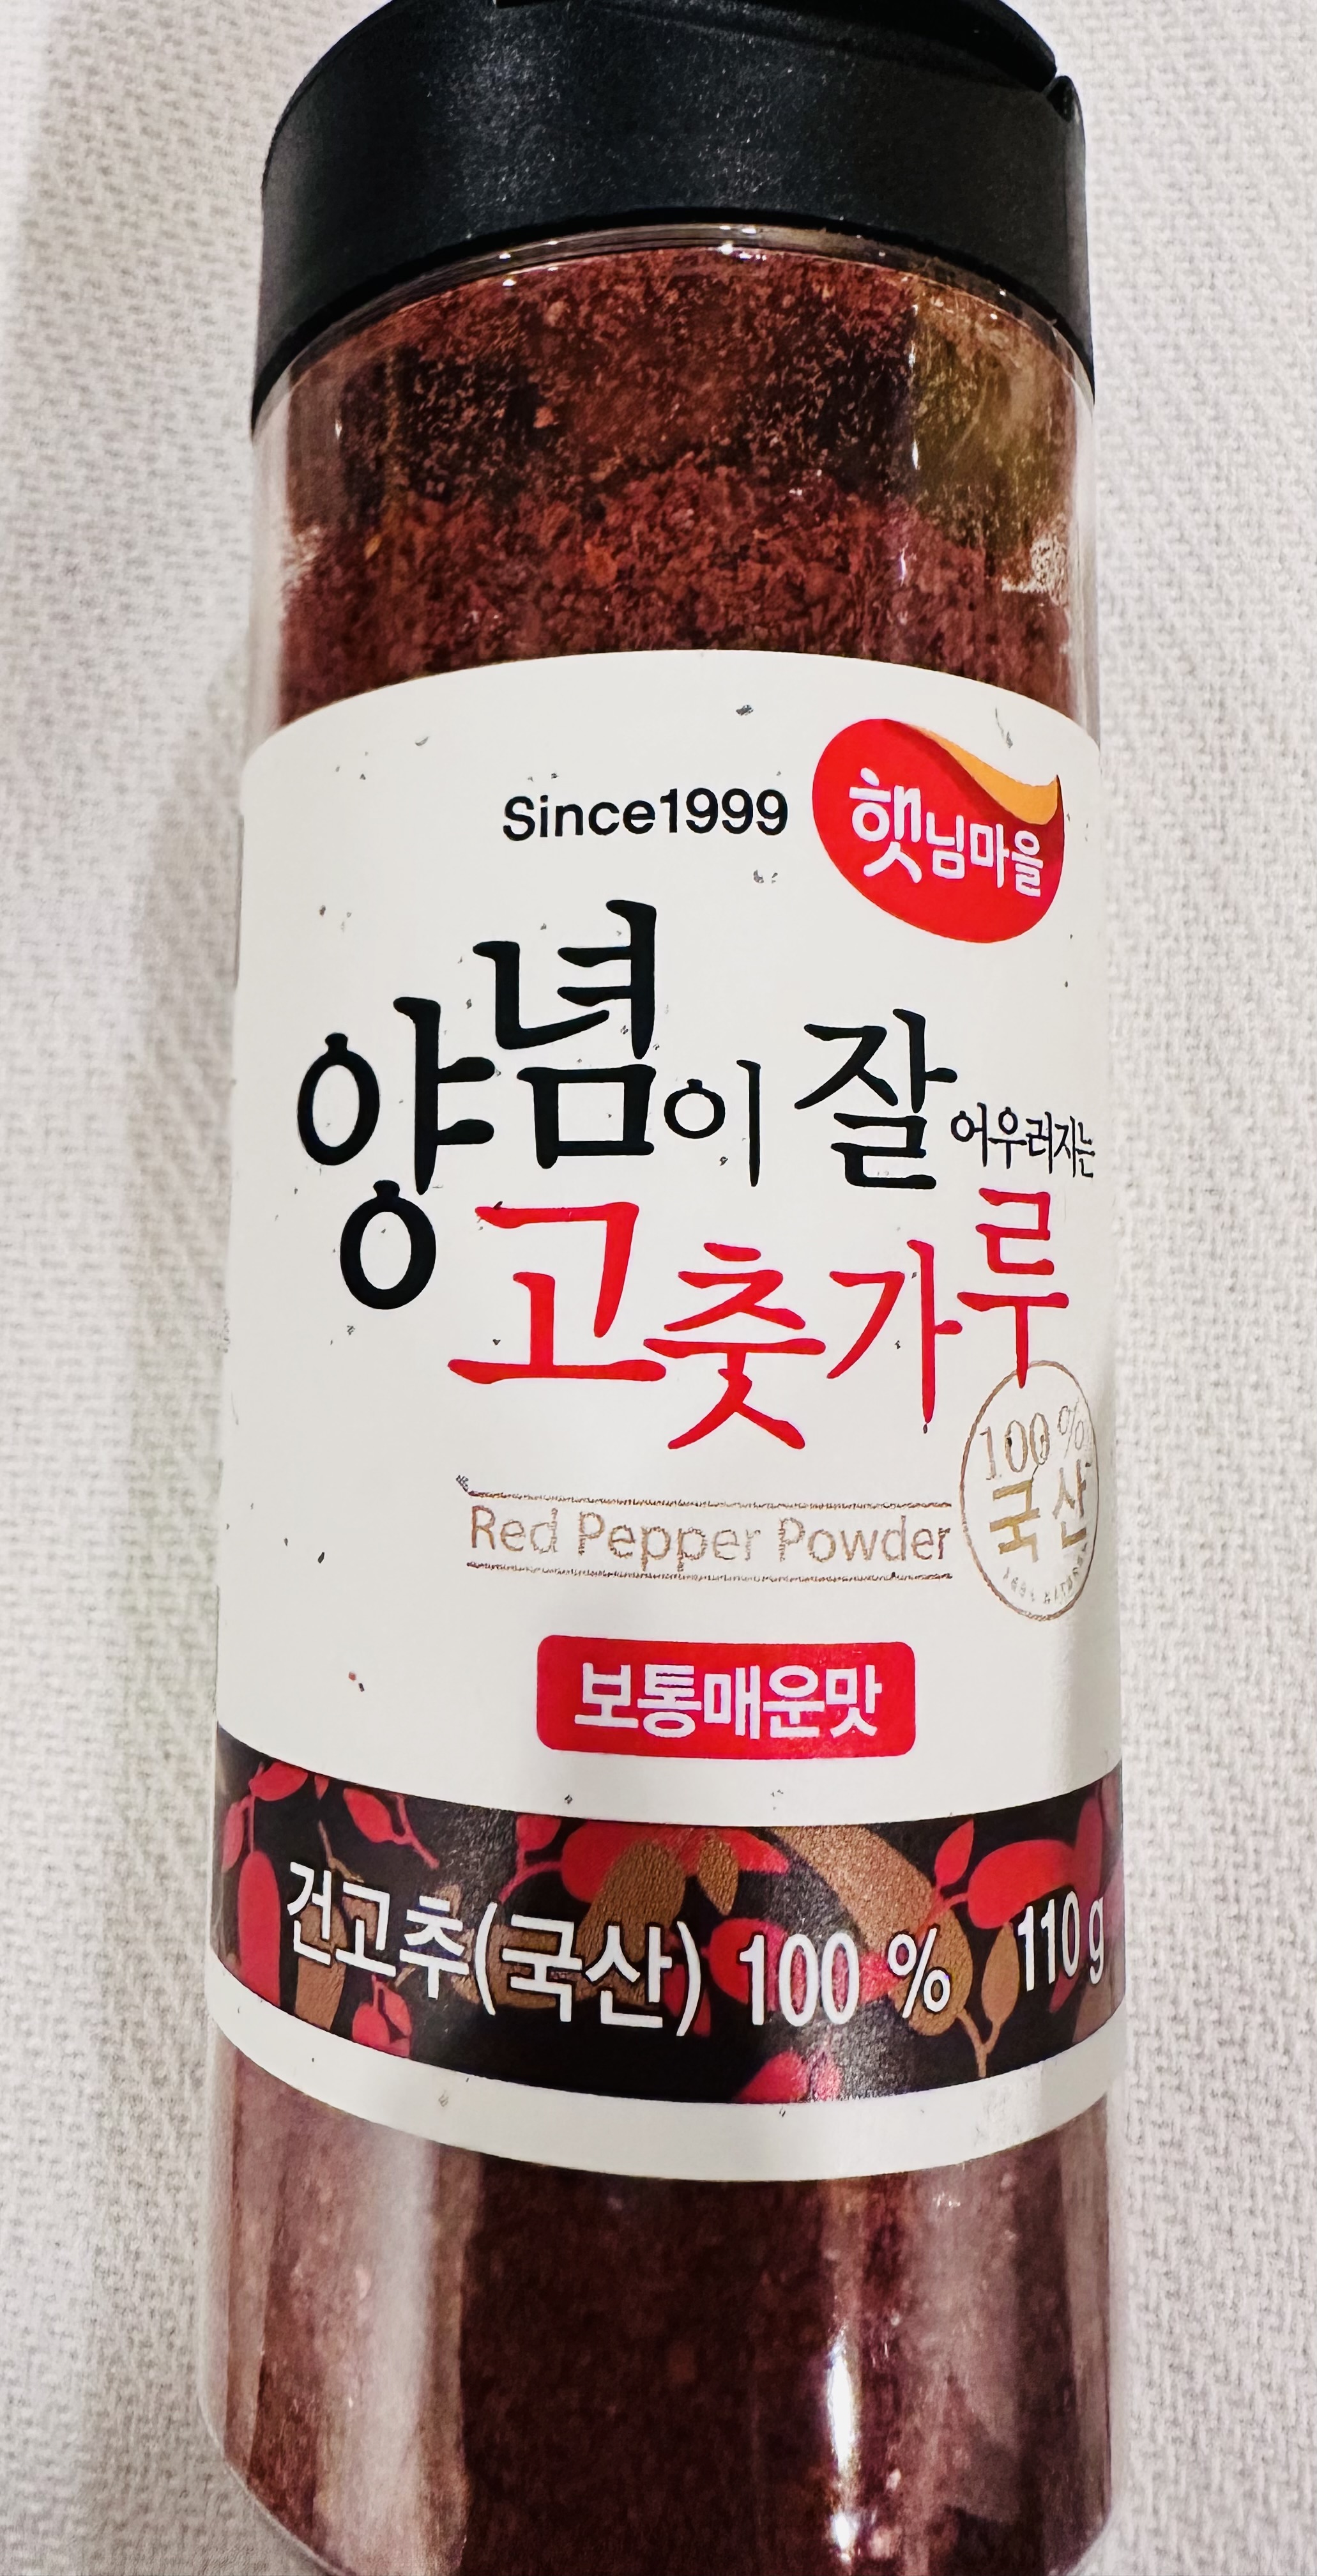 Since1999
햇님마을
양념이 잘 어우러지는
고춧가루
100 %
국산
Red Pepper Powder
보통매운맛
건고추(국산) 100 % 110 g